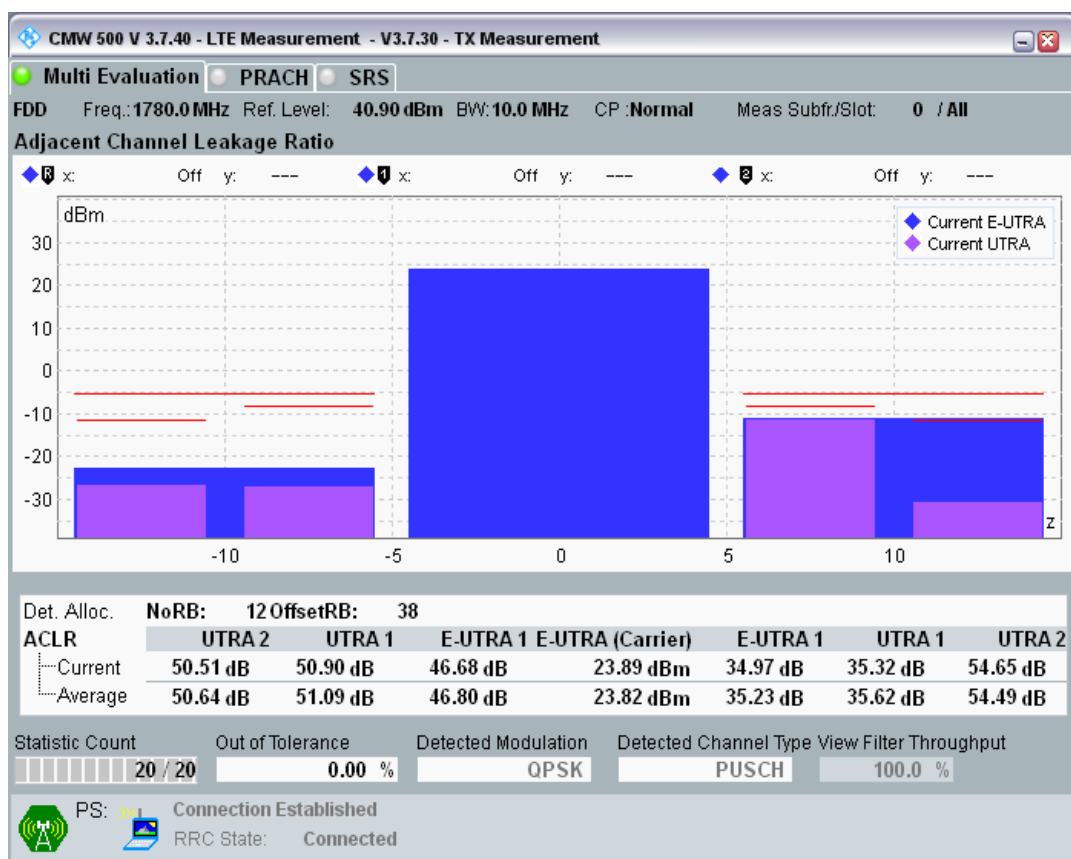 CMW 500 V 3.7.40 - LTE Measurement - V3.7.30 - TX Measurement
Multi Evaluation PRACH SRS
FDD Freq.: 1780.0 MHz Ref. Level: 40.90 dBm BW: 10.0 MHz CP : Normal Meas Subfr./Slot: 0 / All
Adjacent Channel Leakage Ratio
R x: Off y: --- 1 x: Off y: --- 2 x: Off y: ---
dBm
Current E-UTRA
Current UTRA
30
20
10
0
-10
-20
-30
z
-10 -5 0 5 10
Det. Alloc. NoRB: 12 OffsetRB: 38
ACLR UTRA 2 UTRA 1 E-UTRA 1 E-UTRA (Carrier) E-UTRA 1 UTRA 1 UTRA 2
Current 50.51 dB 50.90 dB 46.68 dB 23.89 dBm 34.97 dB 35.32 dB 54.65 dB
Average 50.64 dB 51.09 dB 46.80 dB 23.82 dBm 35.23 dB 35.62 dB 54.49 dB
Statistic Count Out of Tolerance Detected Modulation Detected Channel Type View Filter Throughput
20 / 20 0.00 % QPSK PUSCH 100.0 %
PS: Connection Established
RRC State: Connected